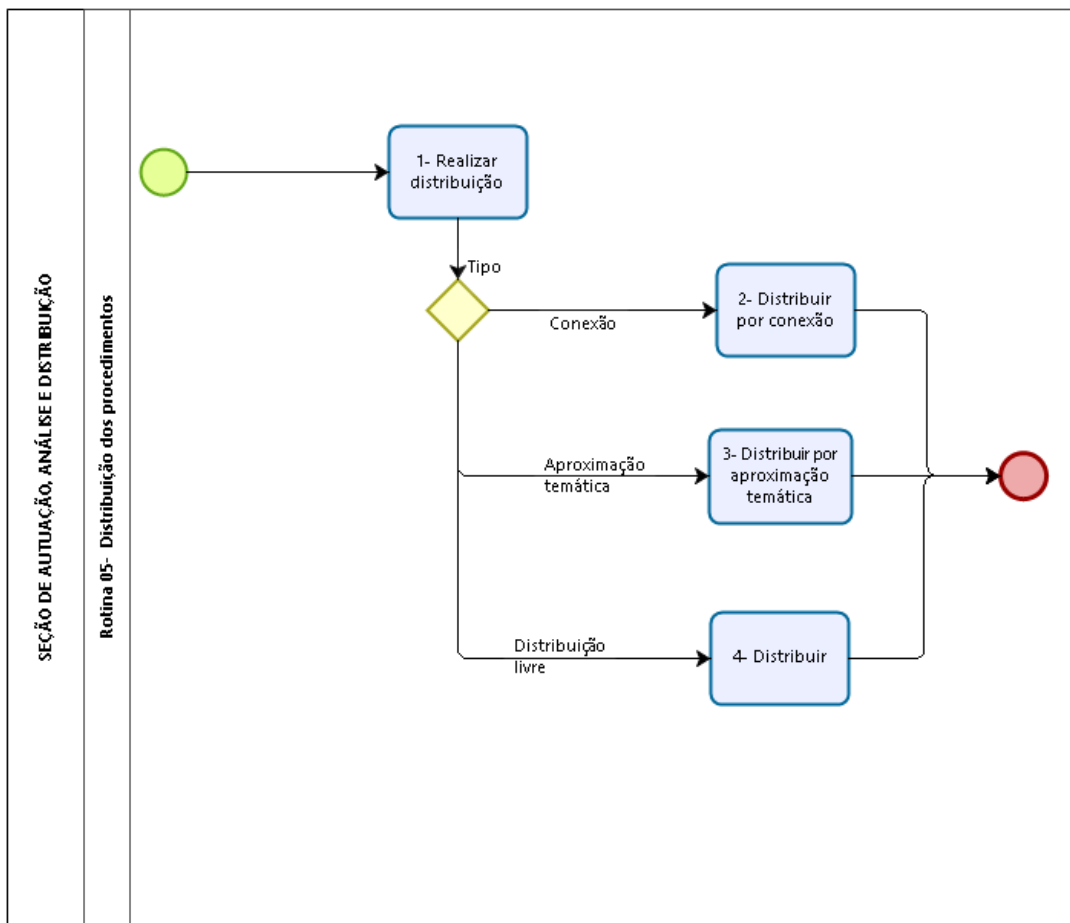 SEÇÃO DE AUTUAÇÃO, ANÁLISE E DISTRIBUIÇÃO
Rotina 05- Distribuição dos procedimentos
1- Realizar
distribuição
Tipo
Conexão
2- Distribuir
por conexão
Aproximação
temática
3- Distribuir por
aproximação
temática
Distribuição
livre
4- Distribuir